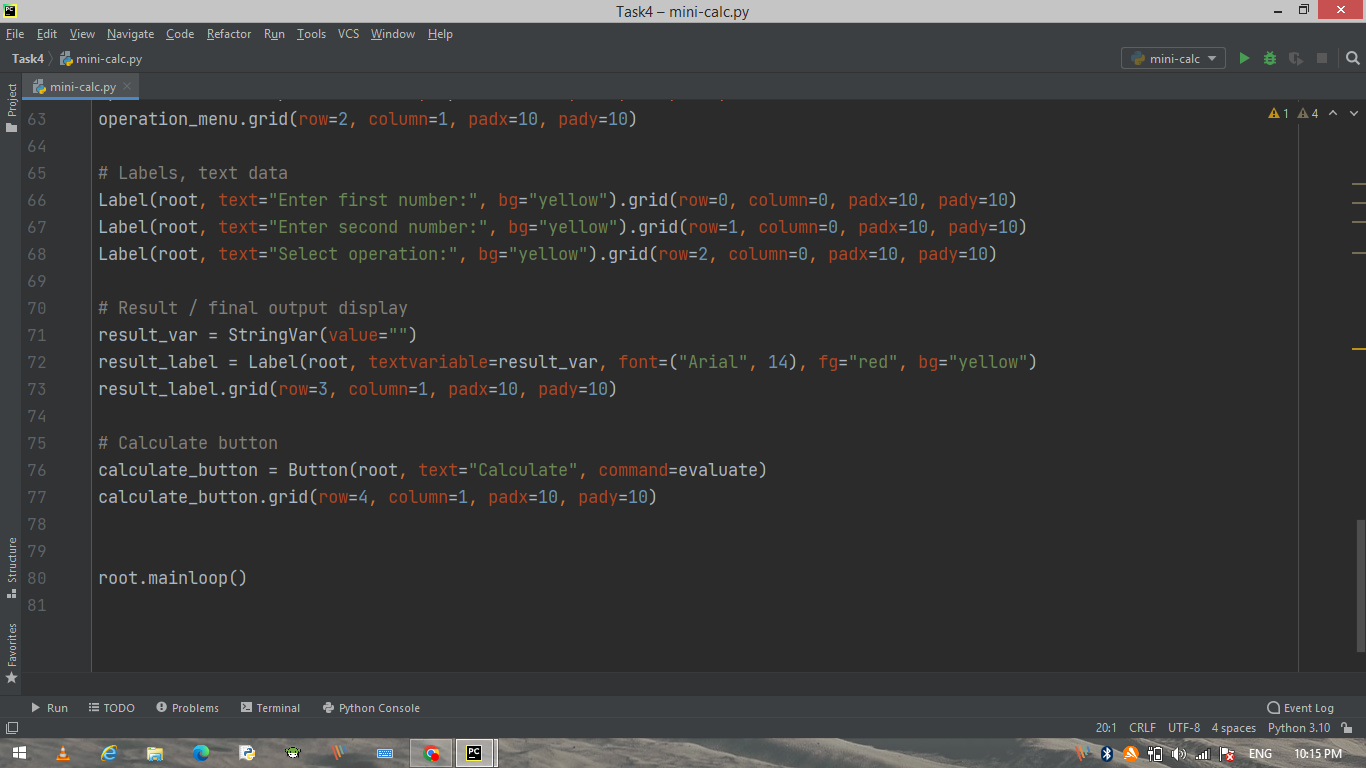 PC
Task4 – mini-calc.py
File Edit View Navigate Code Refactor Run Tools VCS Window Help
Task4 mini-calc.py mini-calc
Project
mini-calc.py
63 operation_menu.grid(row=2, column=1, padx=10, pady=10) 1 4
64
65 # Labels, text data
66 Label(root, text="Enter first number:", bg="yellow").grid(row=0, column=0, padx=10, pady=10)
67 Label(root, text="Enter second number:", bg="yellow").grid(row=1, column=0, padx=10, pady=10)
68 Label(root, text="Select operation:", bg="yellow").grid(row=2, column=0, padx=10, pady=10)
69
70 # Result / final output display
71 result_var = StringVar(value="")
72 result_label = Label(root, textvariable=result_var, font=("Arial", 14), fg="red", bg="yellow")
73 result_label.grid(row=3, column=1, padx=10, pady=10)
74
75 # Calculate button
76 calculate_button = Button(root, text="Calculate", command=evaluate)
77 calculate_button.grid(row=4, column=1, padx=10, pady=10)
78
79
80 root.mainloop()
81
Structure
Favorites
Run TODO Problems Terminal Python Console Event Log
20:1 CRLF UTF-8 4 spaces Python 3.10
PC ENG 10:15 PM